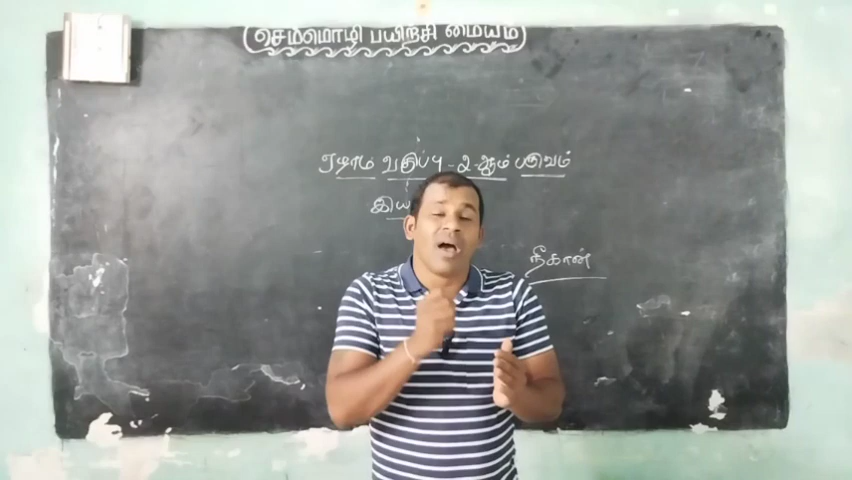 செம்மொழி பயிற்சி மையம்
ஏழாம் வகுப்பு - 2 - ஆம் பருவம்
நீகான்